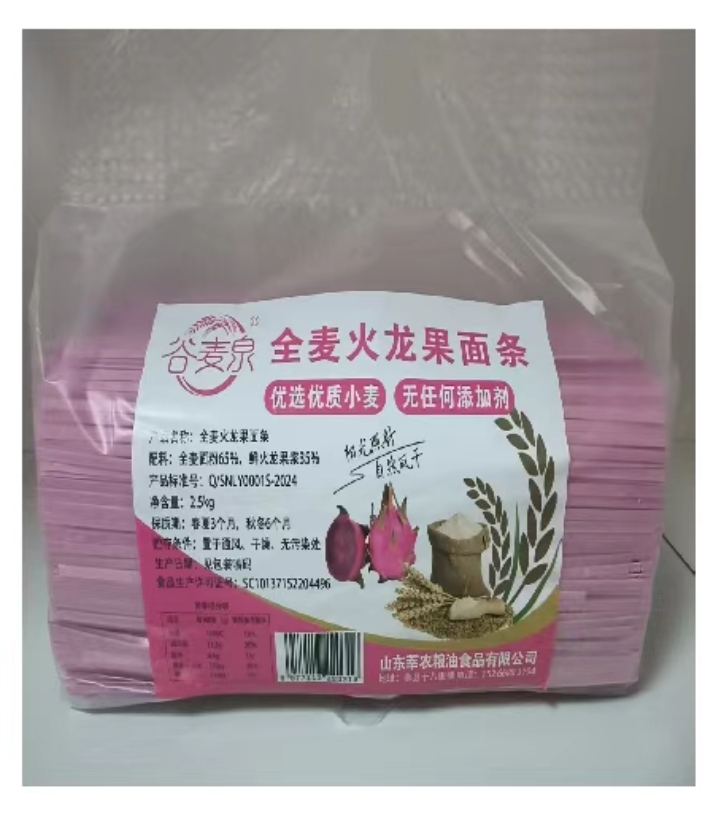 谷麦泉
全麦火龙果面条
优选优质小麦 无任何添加剂
产品名称：全麦火龙果面条
配料：全麦面粉65%，鲜火龙果浆35%
产品标准号：Q/SNLY0001S-2024
净含量：2.5kg
保质期：春夏3个月，秋冬6个月
贮存条件：置于通风、干燥、无污染处
生产日期：见包装喷码
食品生产许可证号：SC10137152204496
自然风干
山东莘农粮油食品有限公司